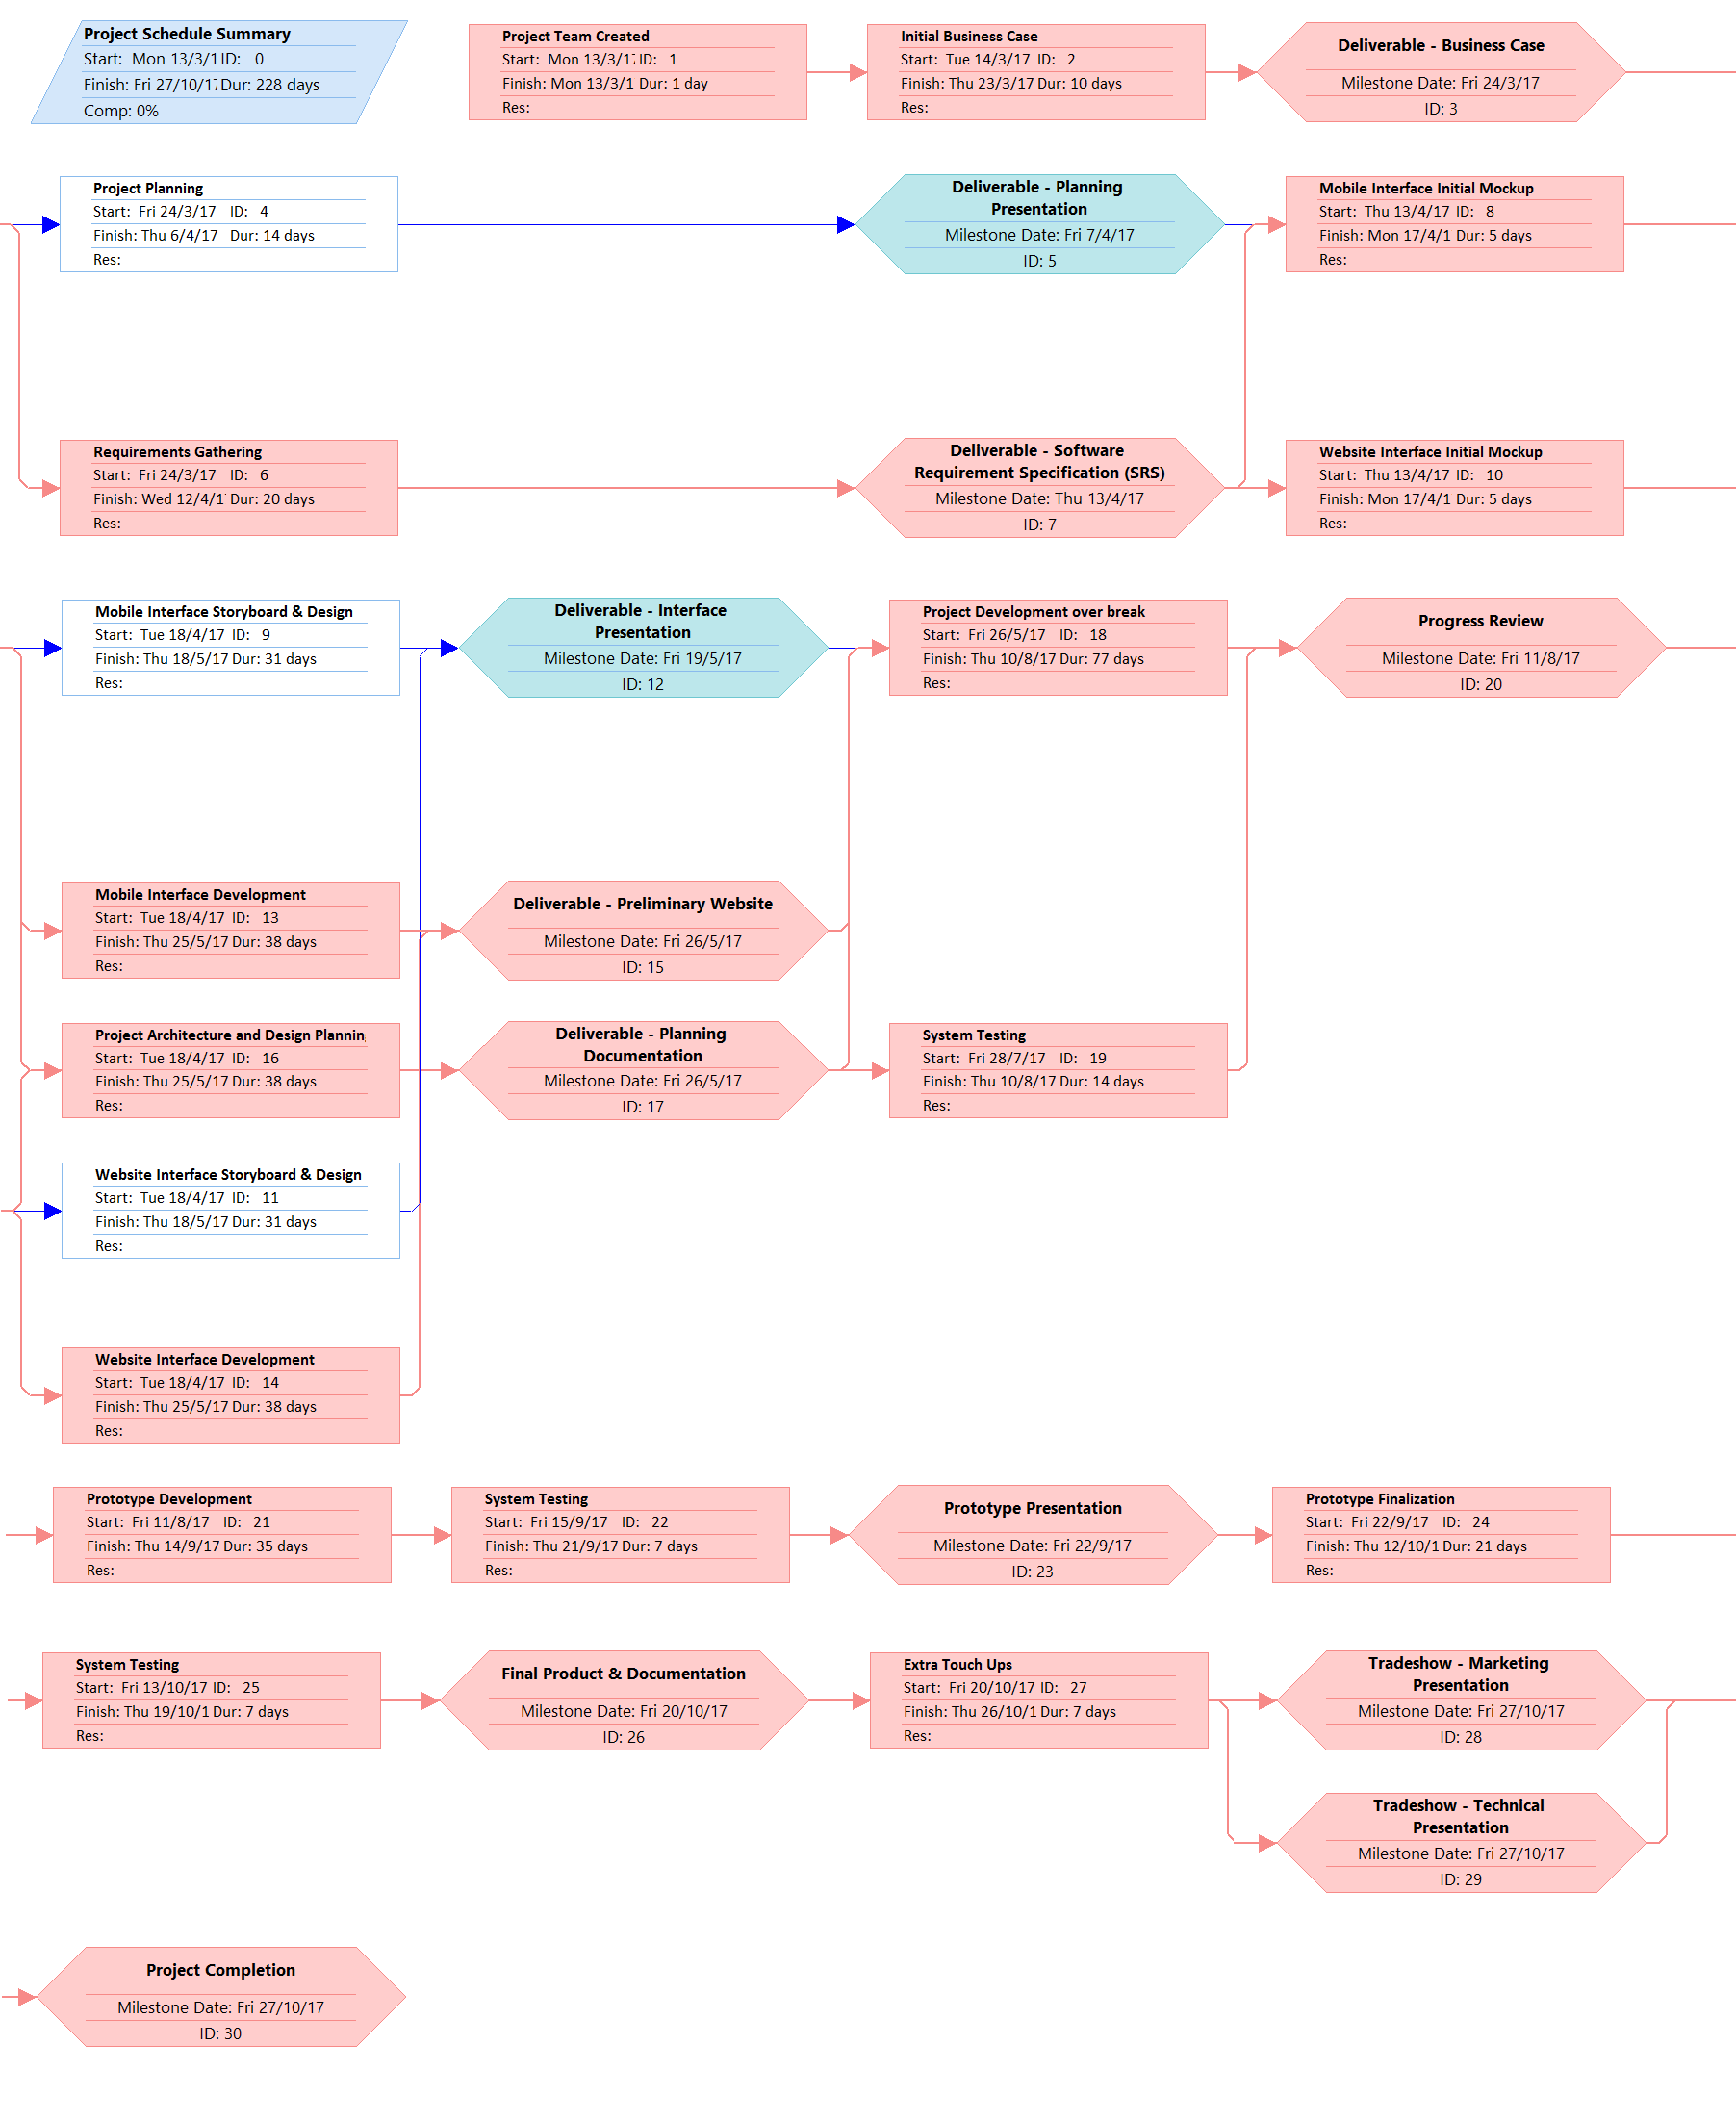 Project Schedule Summary
Start: Mon 13/3/1 ID: 0
Finish: Fri 27/10/1 Dur: 228 days
Comp: 0%
Project Team Created
Start: Mon 13/3/1 ID: 1
Finish: Mon 13/3/1 Dur: 1 day
Res:
Initial Business Case
Start: Tue 14/3/17 ID: 2
Finish: Thu 23/3/17 Dur: 10 days
Res:
Deliverable - Business Case
Milestone Date: Fri 24/3/17
ID: 3
Project Planning
Start: Fri 24/3/17 ID: 4
Finish: Thu 6/4/17 Dur: 14 days
Res:
Deliverable - Planning
Presentation
Milestone Date: Fri 7/4/17
ID: 5
Mobile Interface Initial Mockup
Start: Thu 13/4/17 ID: 8
Finish: Mon 17/4/1 Dur: 5 days
Res:
Requirements Gathering
Start: Fri 24/3/17 ID: 6
Finish: Wed 12/4/1 Dur: 20 days
Res:
Deliverable - Software
Requirement Specification (SRS)
Milestone Date: Thu 13/4/17
ID: 7
Website Interface Initial Mockup
Start: Thu 13/4/17 ID: 10
Finish: Mon 17/4/1 Dur: 5 days
Res:
Mobile Interface Storyboard & Design
Start: Tue 18/4/17 ID: 9
Finish: Thu 18/5/17 Dur: 31 days
Res:
Deliverable - Interface
Presentation
Milestone Date: Fri 19/5/17
ID: 12
Project Development over break
Start: Fri 26/5/17 ID: 18
Finish: Thu 10/8/17 Dur: 77 days
Res:
Progress Review
Milestone Date: Fri 11/8/17
ID: 20
Mobile Interface Development
Start: Tue 18/4/17 ID: 13
Finish: Thu 25/5/17 Dur: 38 days
Res:
Deliverable - Preliminary Website
Milestone Date: Fri 26/5/17
ID: 15
Project Architecture and Design Plannin
Start: Tue 18/4/17 ID: 16
Finish: Thu 25/5/17 Dur: 38 days
Res:
Deliverable - Planning
Documentation
Milestone Date: Fri 26/5/17
ID: 17
System Testing
Start: Fri 28/7/17 ID: 19
Finish: Thu 10/8/17 Dur: 14 days
Res:
Website Interface Storyboard & Design
Start: Tue 18/4/17 ID: 11
Finish: Thu 18/5/17 Dur: 31 days
Res:
Website Interface Development
Start: Tue 18/4/17 ID: 14
Finish: Thu 25/5/17 Dur: 38 days
Res:
Prototype Development
Start: Fri 11/8/17 ID: 21
Finish: Thu 14/9/17 Dur: 35 days
Res:
System Testing
Start: Fri 15/9/17 ID: 22
Finish: Thu 21/9/17 Dur: 7 days
Res:
Prototype Presentation
Milestone Date: Fri 22/9/17
ID: 23
Prototype Finalization
Start: Fri 22/9/17 ID: 24
Finish: Thu 12/10/1 Dur: 21 days
Res:
System Testing
Start: Fri 13/10/17 ID: 25
Finish: Thu 19/10/1 Dur: 7 days
Res:
Final Product & Documentation
Milestone Date: Fri 20/10/17
ID: 26
Extra Touch Ups
Start: Fri 20/10/17 ID: 27
Finish: Thu 26/10/1 Dur: 7 days
Res:
Tradeshow - Marketing
Presentation
Milestone Date: Fri 27/10/17
ID: 28
Tradeshow - Technical
Presentation
Milestone Date: Fri 27/10/17
ID: 29
Project Completion
Milestone Date: Fri 27/10/17
ID: 30